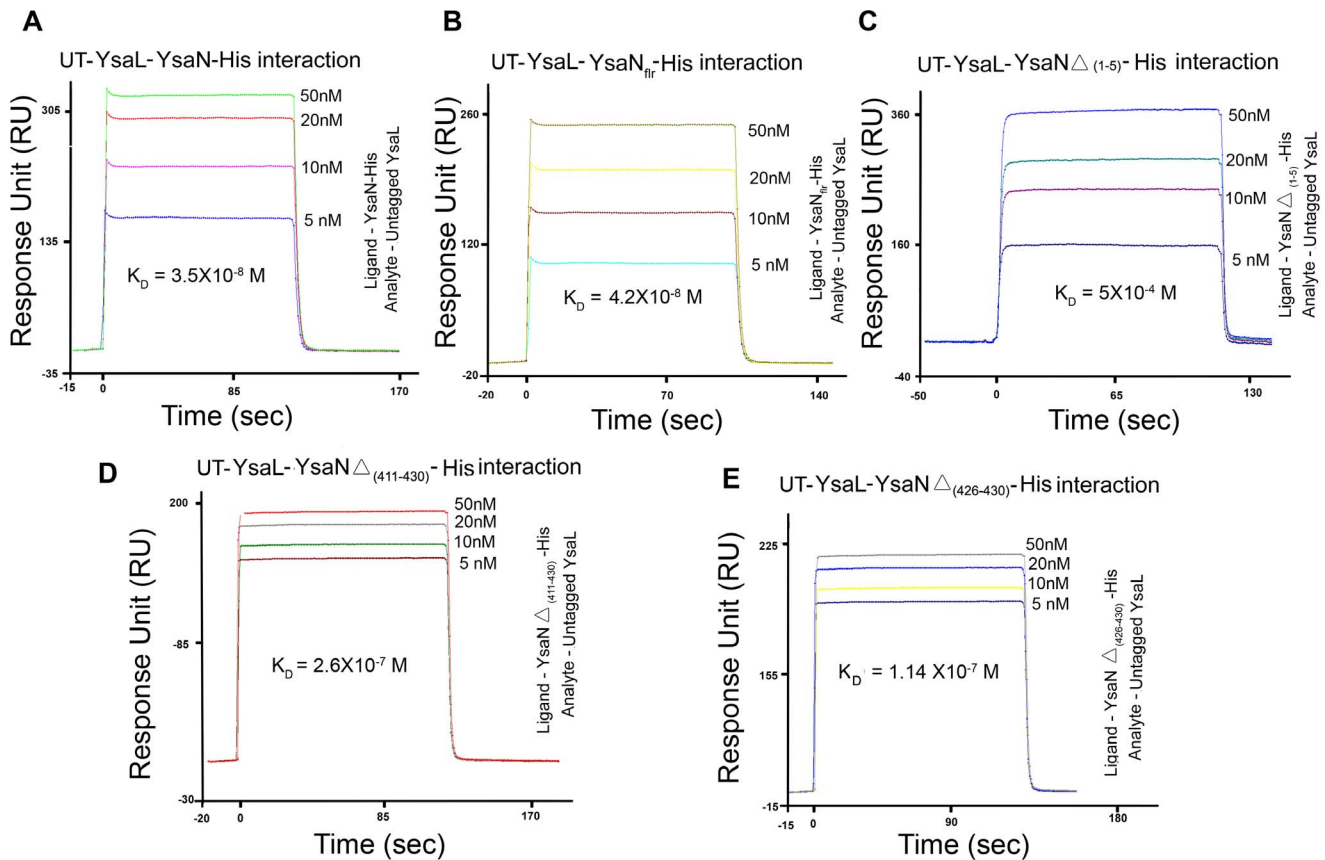 A
UT-YsaL-YsaN-His interaction
Response Unit (RU)
305
135
-35
50nM
20nM
10nM
5 nM
K_D = 3.5X10⁻⁸ M
Ligand - YsaN-His
Analyte - Untagged YsaL
-15 0 85 170
Time (sec)
B
UT-YsaL- YsaN_flr-His interaction
Response Unit (RU)
260
120
-20
50nM
20nM
10nM
5 nM
K_D = 4.2X10⁻⁸ M
Ligand - YsaN_flr-His
Analyte - Untagged YsaL
-20 0 70 140
Time (sec)
C
UT-YsaL-YsaN△(1-5)- His interaction
Response Unit (RU)
360
160
-40
50nM
20nM
10nM
5 nM
K_D = 5X10⁻⁴ M
Ligand - YsaN △(1-5)-His
Analyte - Untagged YsaL
-50 0 65 130
Time (sec)
D
UT-YsaL- YsaN △(411-430)- His interaction
Response Unit (RU)
200
-85
-30
50nM
20nM
10nM
5 nM
K_D = 2.6X10⁻⁷ M
Ligand - YsaN △(411-430)-His
Analyte - Untagged YsaL
-20 0 85 170
Time (sec)
E
UT-YsaL-YsaN △(426-430)-His interaction
Response Unit (RU)
225
155
-15
50nM
20nM
10nM
5 nM
K_D = 1.14 X10⁻⁷ M
Ligand - YsaN △(426-430)-His
Analyte - Untagged YsaL
-15 0 90 180
Time (sec)